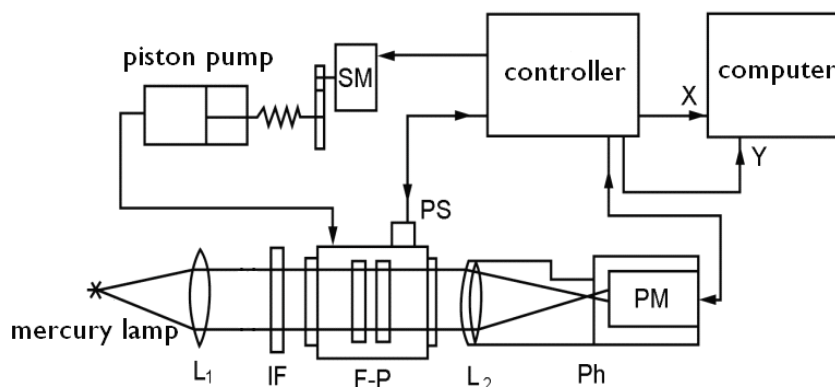 piston pump
SM
controller
computer
X
Y
PS
mercury lamp
PM
L1
IF
F-P
L2
Ph